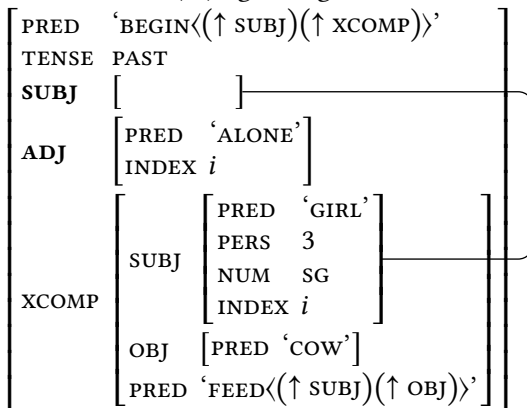 PRED ‘BEGIN⟨(↑ SUBJ)(↑ XCOMP)⟩’
TENSE PAST
SUBJ [ ]
ADJ [PRED ‘ALONE’
INDEX i]
XCOMP [SUBJ [PRED ‘GIRL’
PERS 3
NUM SG
INDEX i]
OBJ [PRED ‘COW’]
PRED ‘FEED⟨(↑ SUBJ)(↑ OBJ)⟩’]